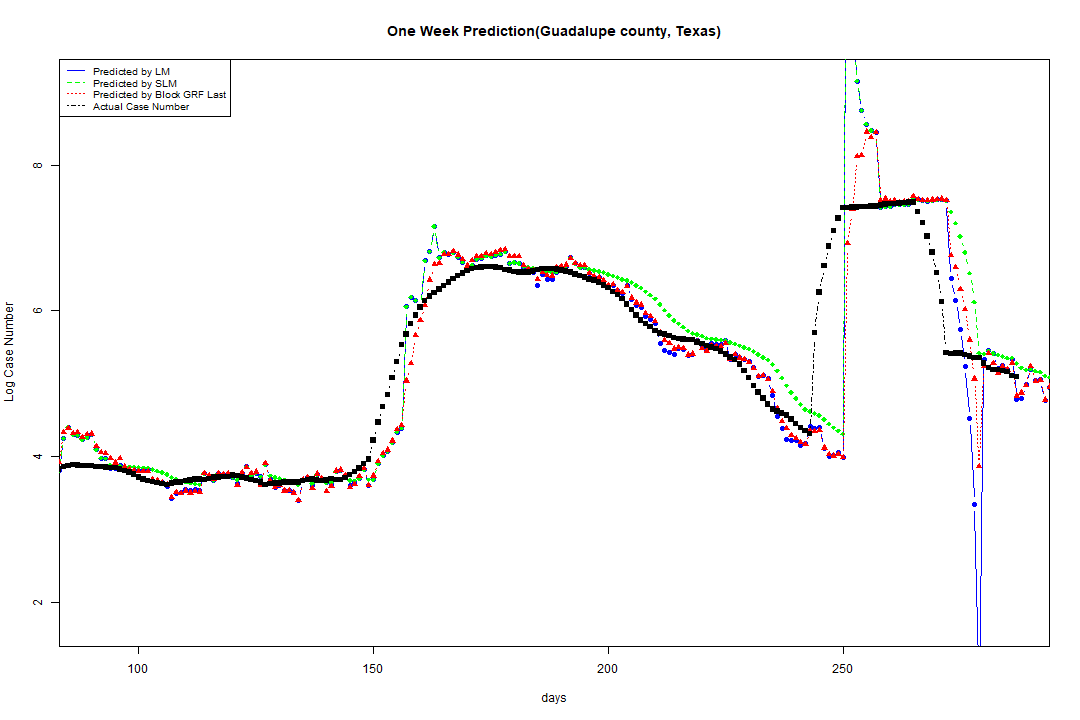 One Week Prediction(Guadalupe county, Texas)
Predicted by LM
Predicted by SLM
Predicted by Block GRF Last
Actual Case Number
Log Case Number
8
6
4
2
100
150
200
250
days